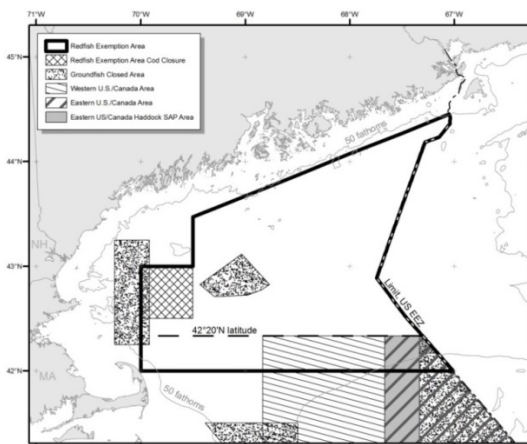 71°W 70°W 69°W 68°W 67°W
45°N
44°N
43°N
42°N
Redfish Exemption Area
Redfish Exemption Area Cod Closure
Groundfish Closed Area
Western U.S./Canada Area
Eastern U.S./Canada Area
Eastern US/Canada Haddock SAP Area
50 fathoms
NH
Limit, US EEZ
42°20'N latitude
MA
50 fathoms